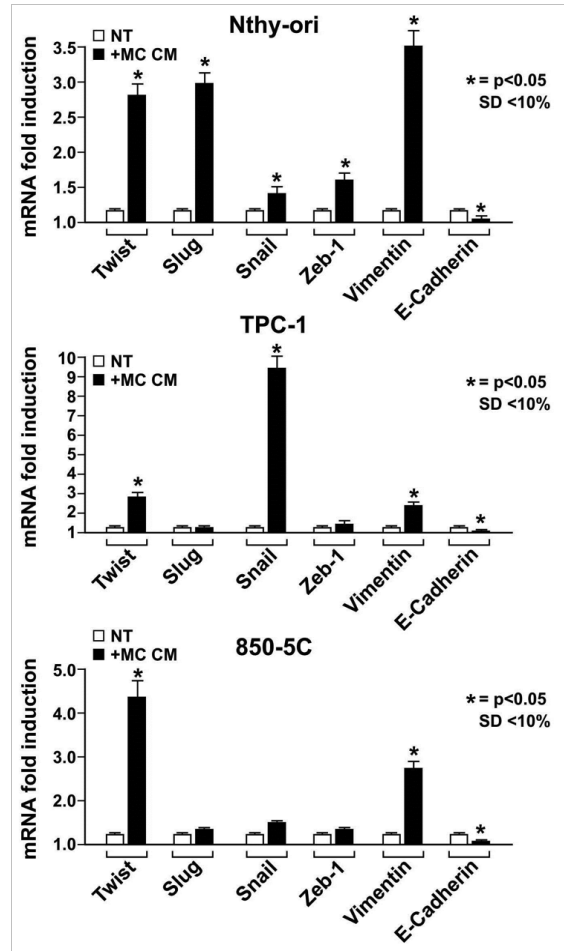 Nthy-ori
NT
+MC CM
* = p<0.05
SD <10%
mRNA fold induction
3.5
3.0
2.5
2.0
1.5
1.0
* * * * * *
Twist Slug Snail Zeb-1 Vimentin E-Cadherin
TPC-1
NT
+MC CM
* = p<0.05
SD <10%
mRNA fold induction
10
9
8
7
6
5
4
3
2
1
* * * *
Twist Slug Snail Zeb-1 Vimentin E-Cadherin
850-5C
NT
+MC CM
* = p<0.05
SD <10%
mRNA fold induction
5.0
4.0
3.0
2.0
1.0
* * *
Twist Slug Snail Zeb-1 Vimentin E-Cadherin